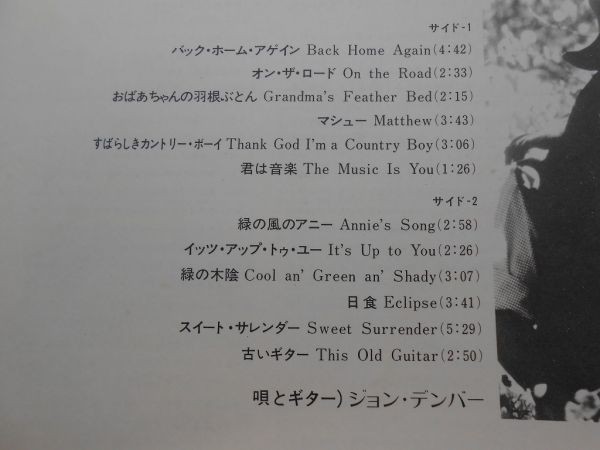 サイド-1
バック・ホーム・アゲイン Back Home Again(4:42)
オン・ザ・ロード On the Road(2:33)
おばあちゃんの羽根ぶとん Grandma's Feather Bed(2:15)
マシュー Matthew(3:43)
すばらしきカントリー・ボーイ Thank God I'm a Country Boy(3:06)
君は音楽 The Music Is You(1:26)
サイド-2
緑の風のアニー Annie's Song(2:58)
イッツ・アップ・トゥ・ユー It's Up to You(2:26)
緑の木陰 Cool an' Green an' Shady(3:07)
日食 Eclipse(3:41)
スイート・サレンダー Sweet Surrender(5:29)
古いギター This Old Guitar(2:50)
唄とギター)ジョン・デンバー